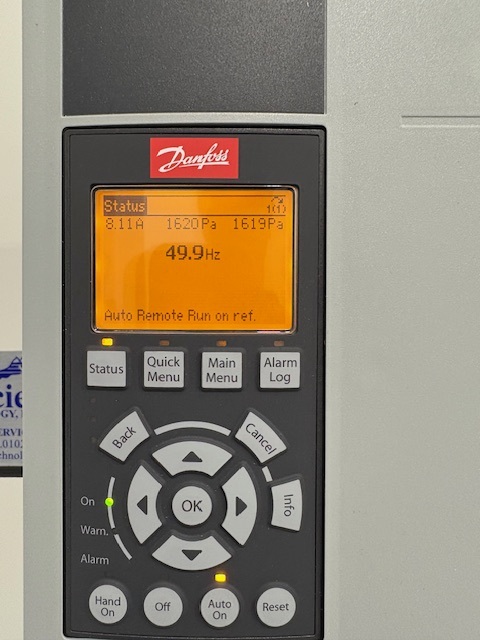 Danfoss
Status 1(1)
8.11A 1620Pa 1619Pa
49.9Hz
Auto Remote Run on ref.
Status Quick Menu Main Menu Alarm Log
Back Cancel
OK Info
On
Warn.
Alarm
Hand On Off Auto On Reset